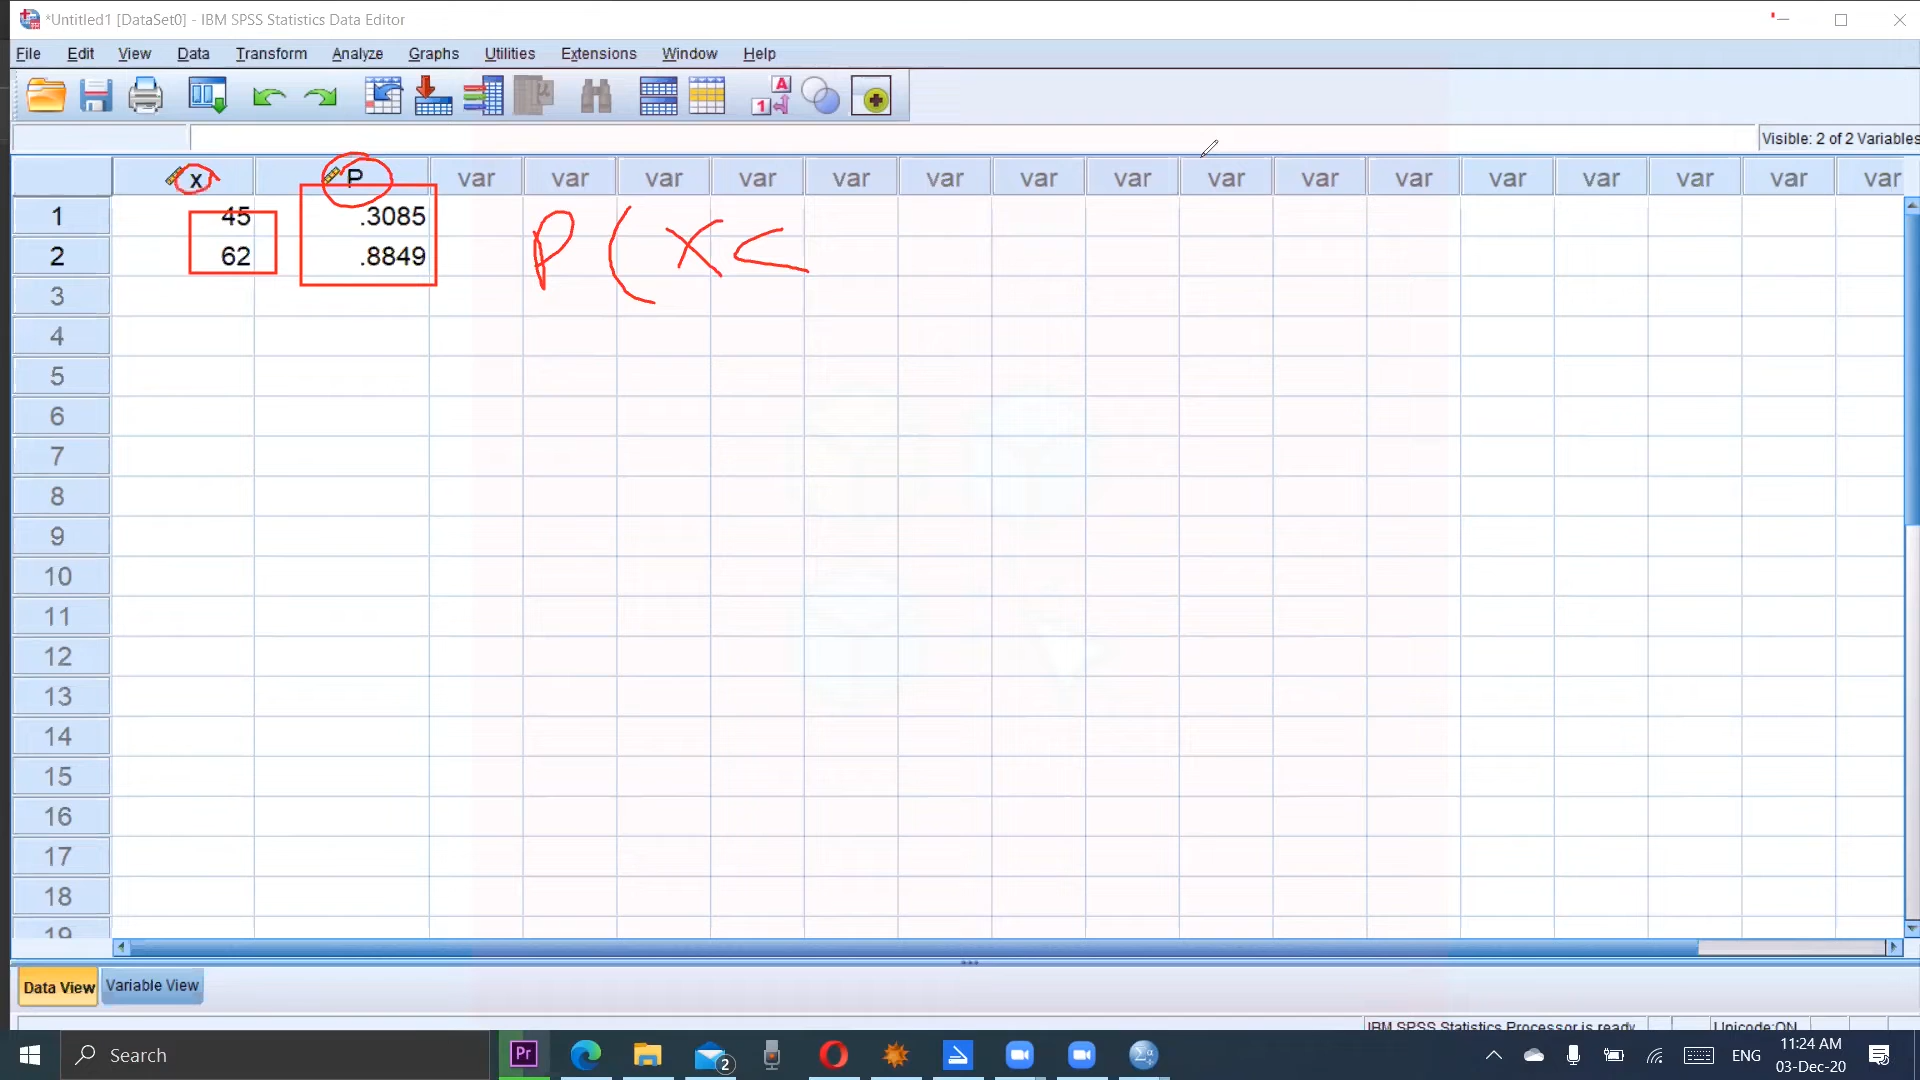 *Untitled1 [DataSet0] - IBM SPSS Statistics Data Editor
File Edit View Data Transform Analyze Graphs Utilities Extensions Window Help
Visible: 2 of 2 Variables
x P var var var var var var var var var var var var var var var var
1 45 .3085
2 62 .8849
P ( X <
3
4
5
6
7
8
9
10
11
12
13
14
15
16
17
18
19
Data View Variable View
IBM SPSS Statistics Processor is ready Unicode:ON
Pr Search 2 ENG 11:24 AM
03-Dec-20